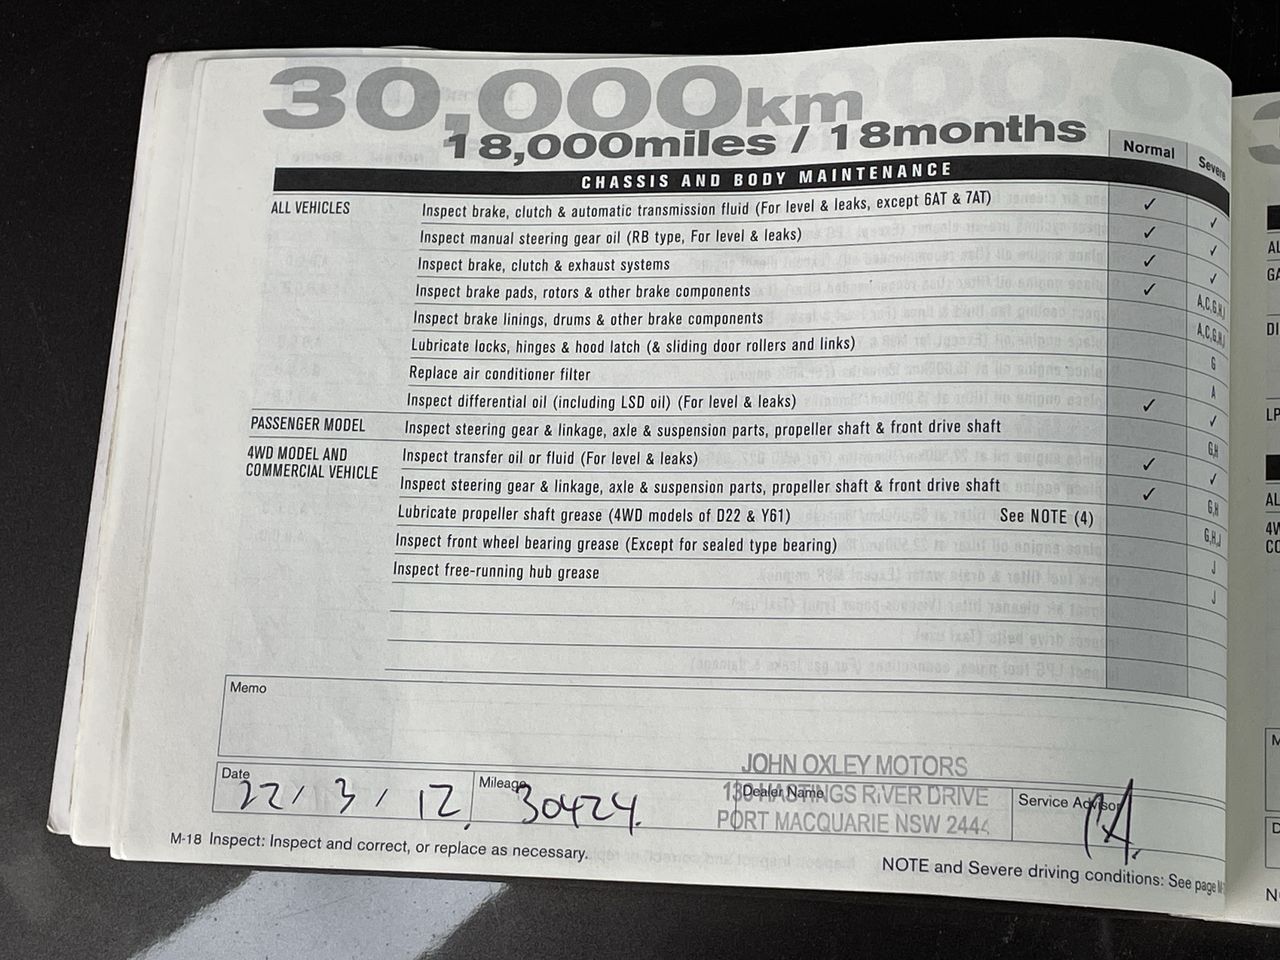 30,000km
18,000miles / 18months
Normal Severe
CHASSIS AND BODY MAINTENANCE
ALL VEHICLES Inspect brake, clutch & automatic transmission fluid (For level & leaks, except 6AT & 7AT) ✓ ✓
Inspect manual steering gear oil (RB type, For level & leaks) ✓ ✓
Inspect brake, clutch & exhaust systems ✓ ✓
Inspect brake pads, rotors & other brake components ✓ A,C,G,H,J
Inspect brake linings, drums & other brake components A,C,G,H,J
Lubricate locks, hinges & hood latch (& sliding door rollers and links) G
Replace air conditioner filter A
Inspect differential oil (including LSD oil) (For level & leaks) ✓ ✓
PASSENGER MODEL Inspect steering gear & linkage, axle & suspension parts, propeller shaft & front drive shaft G,H
4WD MODEL AND COMMERCIAL VEHICLE Inspect transfer oil or fluid (For level & leaks) ✓ ✓
Inspect steering gear & linkage, axle & suspension parts, propeller shaft & front drive shaft ✓ G,H
Lubricate propeller shaft grease (4WD models of D22 & Y61) See NOTE (4) G,H,J
Inspect front wheel bearing grease (Except for sealed type bearing) J
Inspect free-running hub grease J
Memo
JOHN OXLEY MOTORS
130 HASTINGS RIVER DRIVE
PORT MACQUARIE NSW 2444
Date 22/3/12 Mileage 30424. Dealer Name Service Advisor
M-18 Inspect: Inspect and correct, or replace as necessary.
NOTE and Severe driving conditions: See page